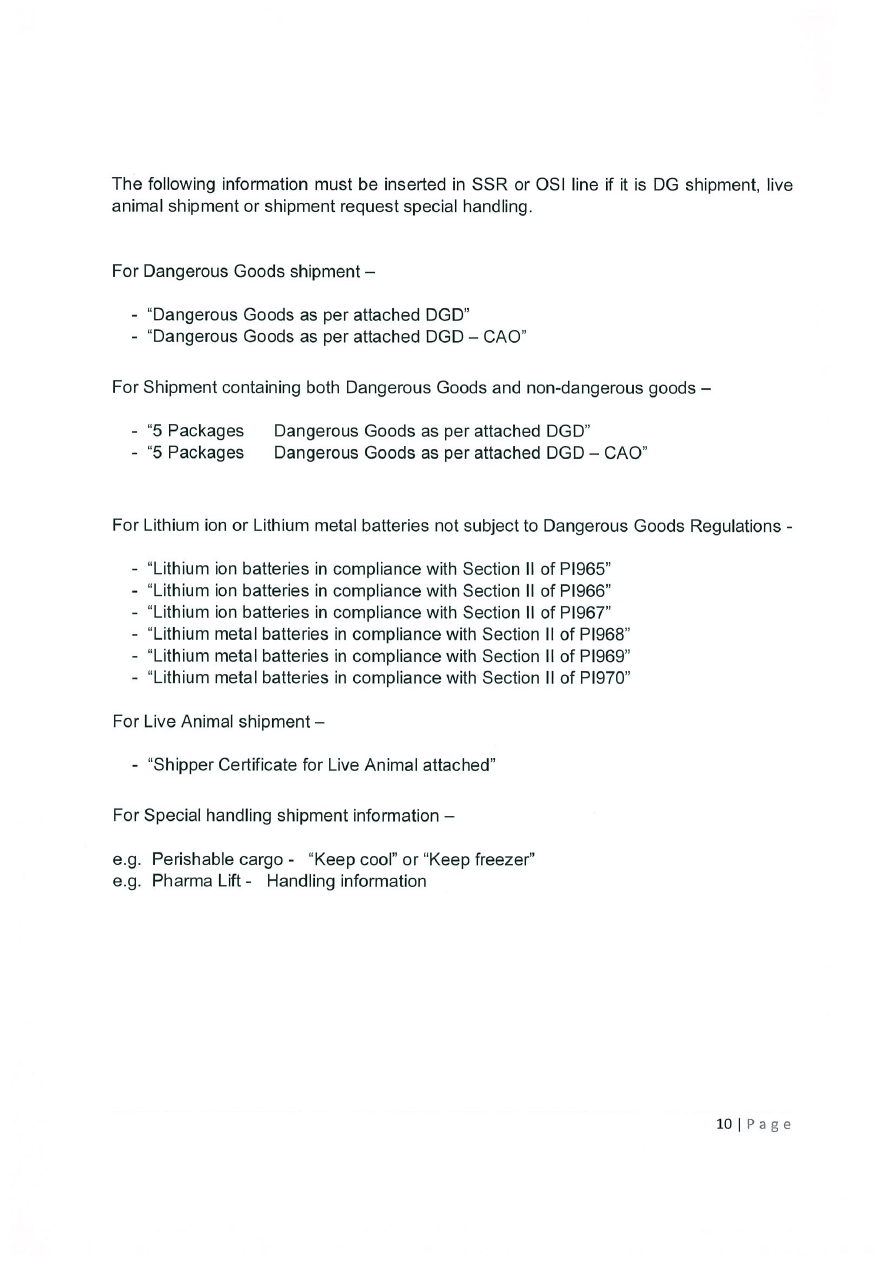 The following information must be inserted in SSR or OSI line if it is DG shipment, live
animal shipment or shipment request special handling.
For Dangerous Goods shipment –
- “Dangerous Goods as per attached DGD”
- “Dangerous Goods as per attached DGD – CAO”
For Shipment containing both Dangerous Goods and non-dangerous goods –
- “5 Packages Dangerous Goods as per attached DGD”
- “5 Packages Dangerous Goods as per attached DGD – CAO”
For Lithium ion or Lithium metal batteries not subject to Dangerous Goods Regulations -
- “Lithium ion batteries in compliance with Section II of PI965”
- “Lithium ion batteries in compliance with Section II of PI966”
- “Lithium ion batteries in compliance with Section II of PI967”
- “Lithium metal batteries in compliance with Section II of PI968”
- “Lithium metal batteries in compliance with Section II of PI969”
- “Lithium metal batteries in compliance with Section II of PI970”
For Live Animal shipment –
- “Shipper Certificate for Live Animal attached”
For Special handling shipment information –
e.g. Perishable cargo - “Keep cool” or “Keep freezer”
e.g. Pharma Lift - Handling information
10 | Page